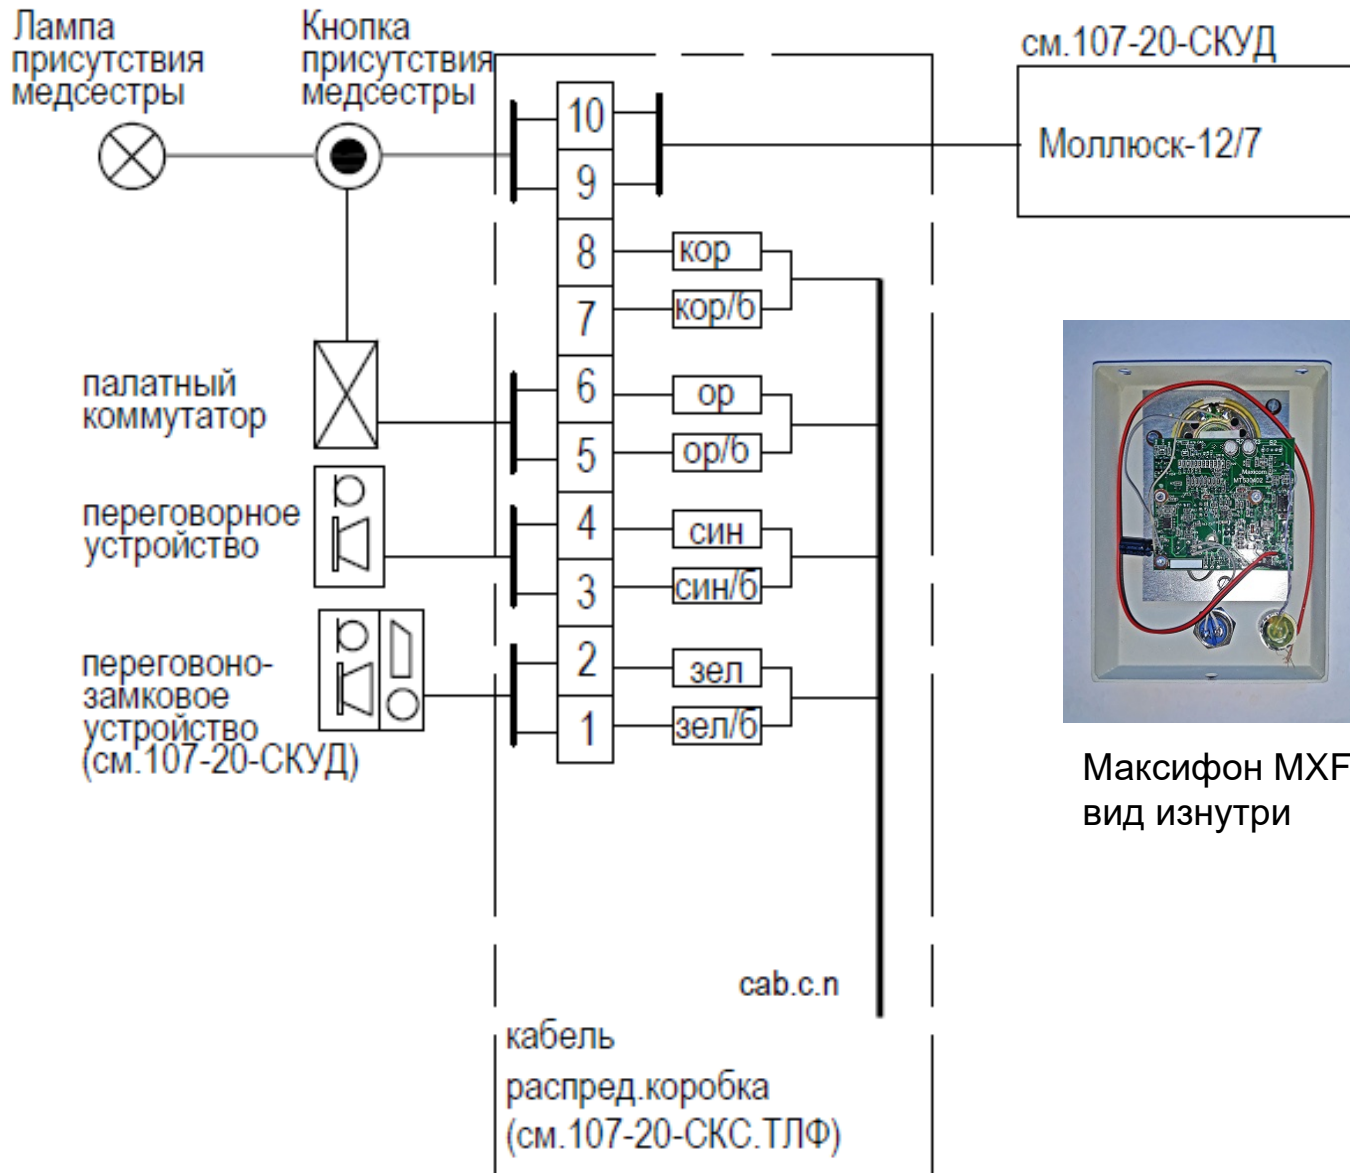 Лампа
присутствия
медсестры
Кнопка
присутствия
медсестры
см.107-20-СКУД
Моллюск-12/7
10
9
8
7
6
5
4
3
2
1
кор
кор/б
ор
ор/б
син
син/б
зел
зел/б
палатный
коммутатор
переговорное
устройство
переговоно-
замковое
устройство
(см.107-20-СКУД)
Maxicom
Максифон MXF
вид изнутри
cab.c.n
кабель
распред.коробка
(см.107-20-СКС.ТЛФ)